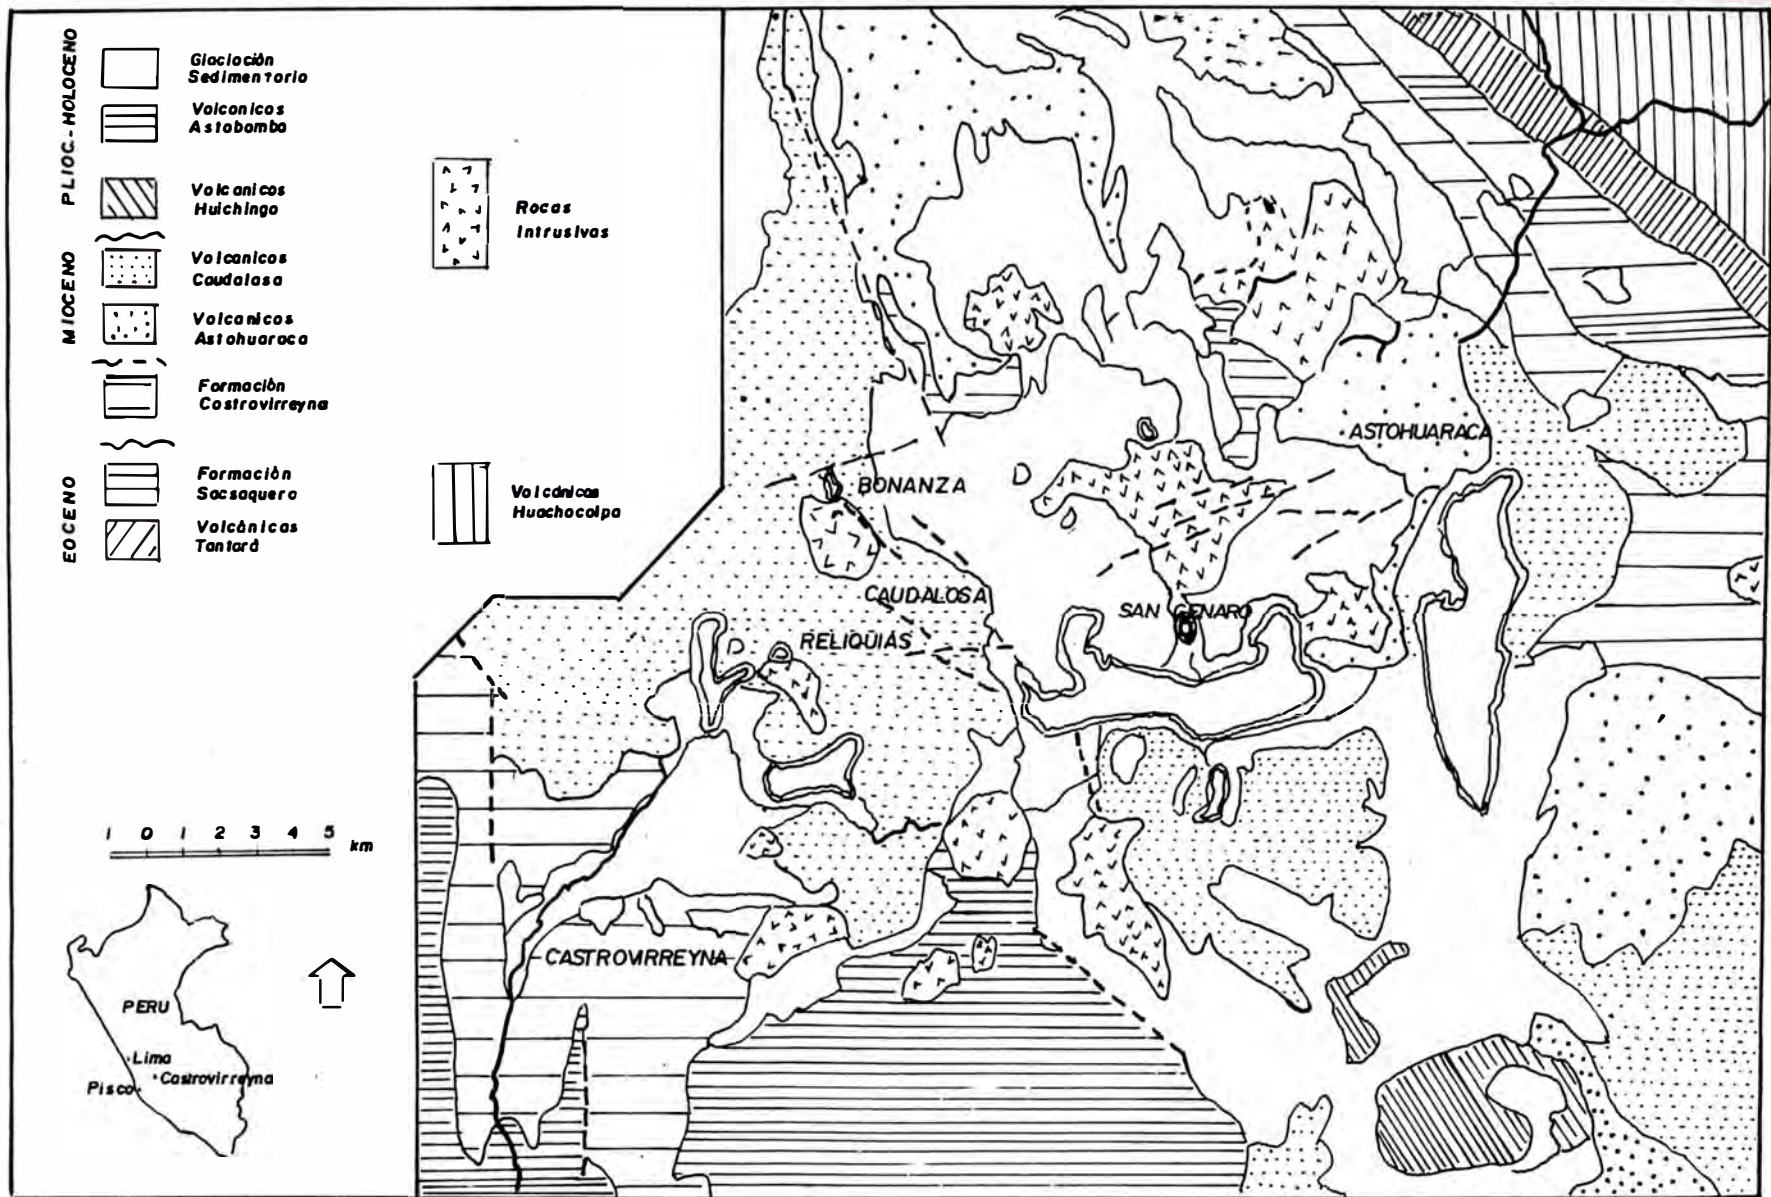 PLIOC.-HOLOCENO
Glaciación
Sedimentario
Volcanicos
Astobamba
Volcanicos
Huichinga
MIOCENO
Volcanicos
Caudalosa
Volcanicos
Astohuaraca
Formación
Castrovirreyna
EOCENO
Formación
Sacsaquero
Volcánicas
Tantará
Rocas
Intrusivas
Volcánicas
Huachocolpa
ASTOHUARACA
BONANZA
CAUDALOSA
SAN GENARO
RELIQUIAS
CASTROVIRREYNA
1 0 1 2 3 4 5
km
PERU
Lima
Castrovirreyna
Pisco